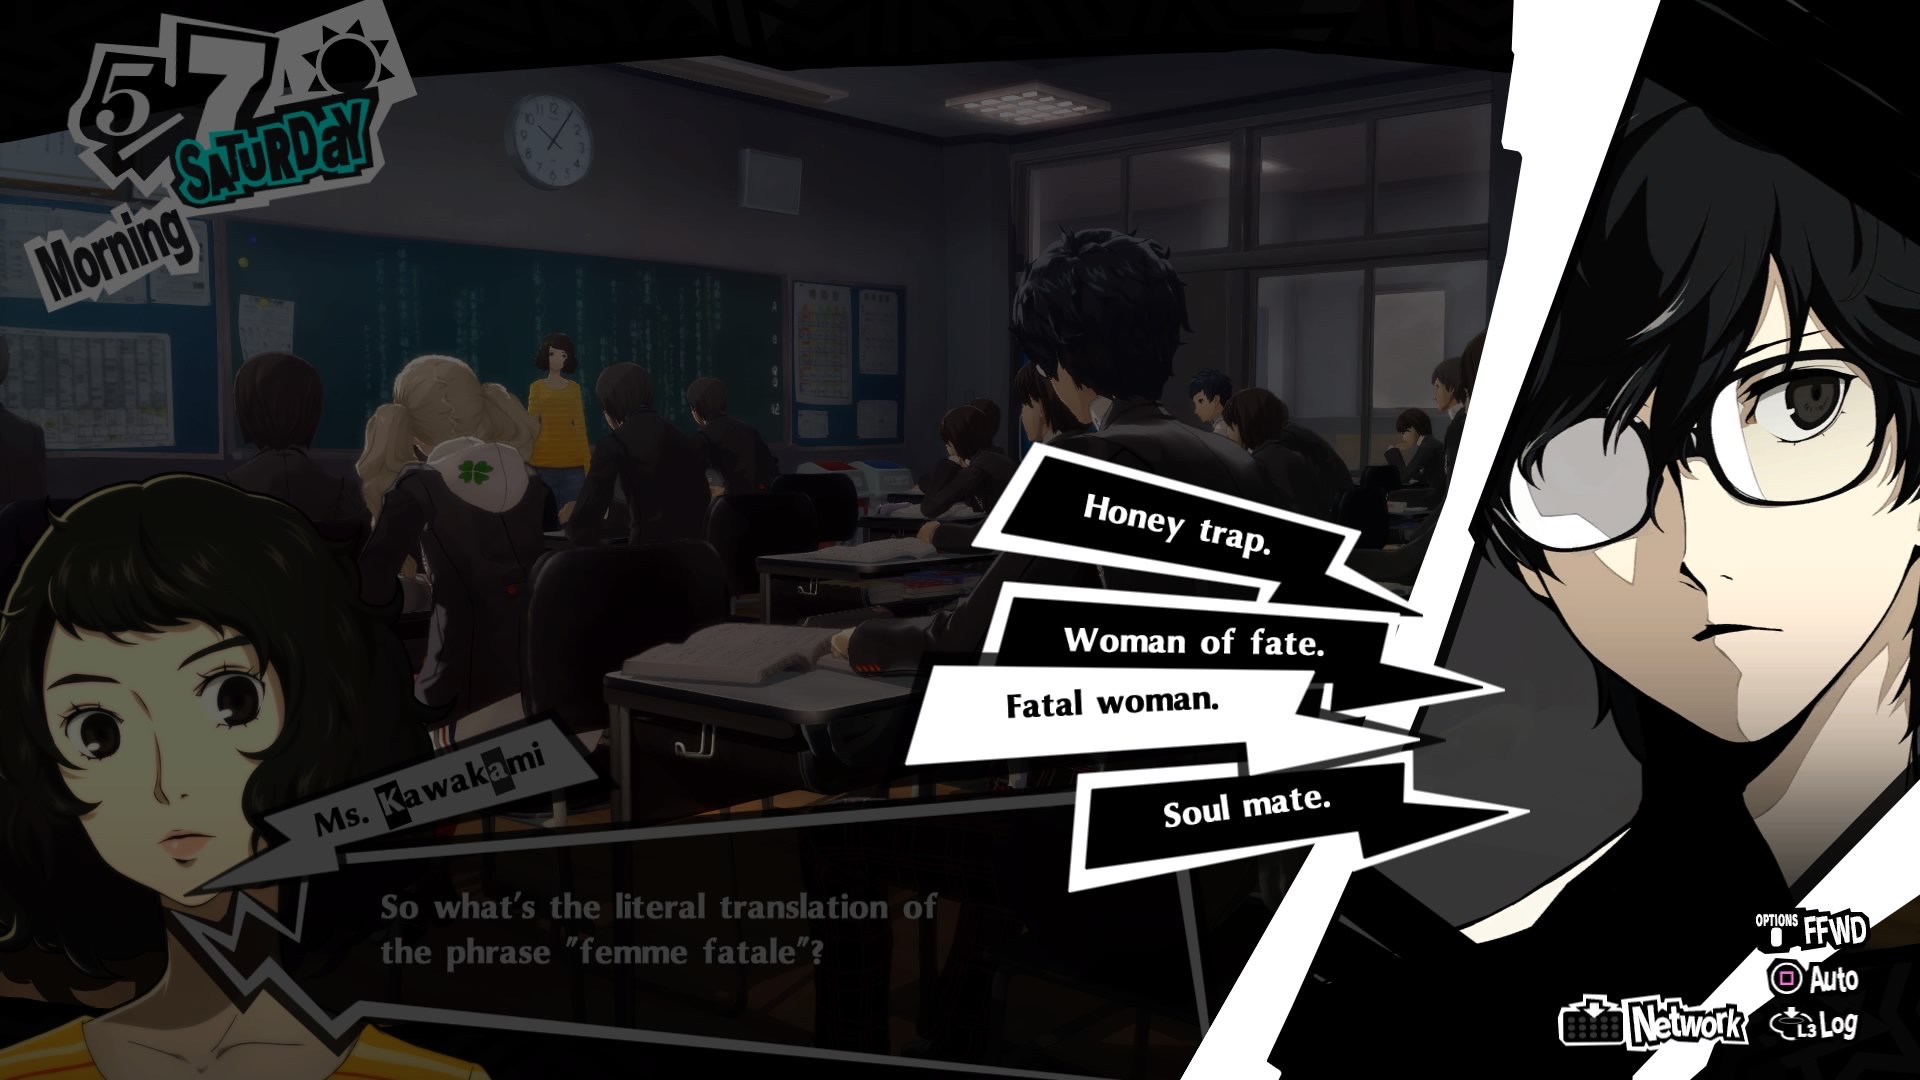 5/7
SATURDAY
Morning
Honey trap.
Woman of fate.
Fatal woman.
Soul mate.
Ms. Kawakami
So what's the literal translation of
the phrase "femme fatale"?
OPTIONS FFWD
Auto
Network
L3 Log